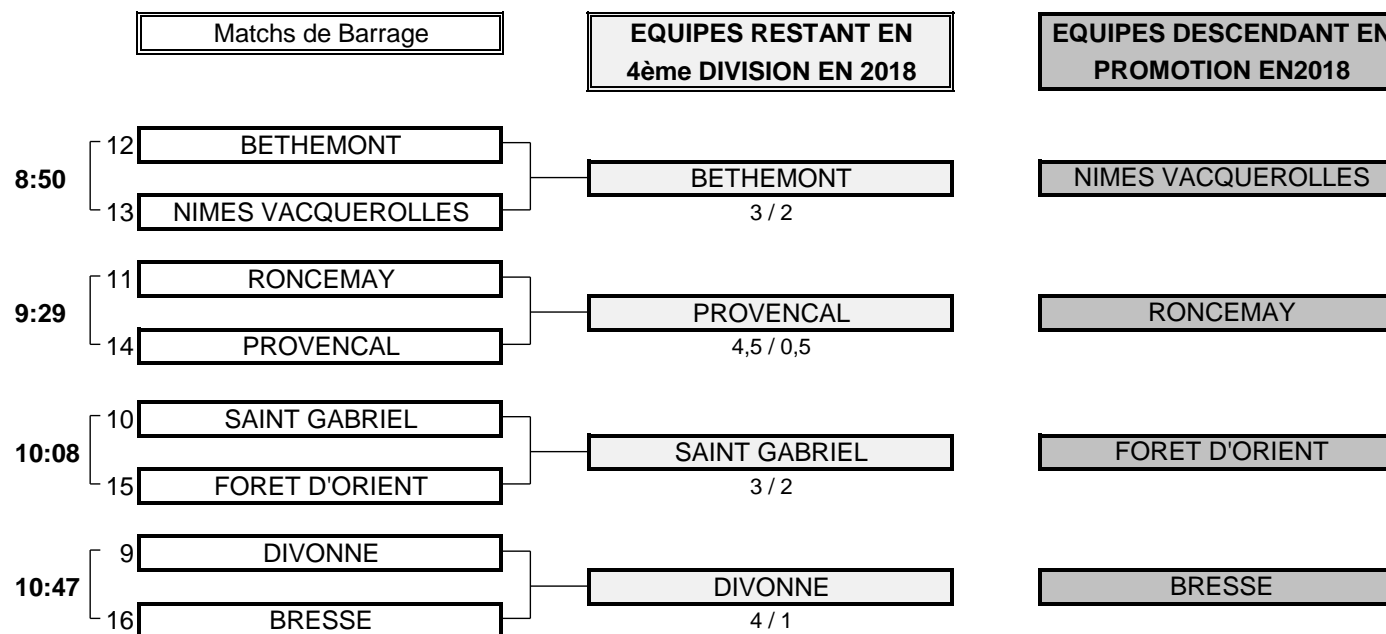 Matchs de Barrage
EQUIPES RESTANT EN
4ème DIVISION EN 2018
EQUIPES DESCENDANT EN
PROMOTION EN2018
8:50
12 BETHEMONT
13 NIMES VACQUEROLLES
BETHEMONT
3 / 2
NIMES VACQUEROLLES
9:29
11 RONCEMAY
14 PROVENCAL
PROVENCAL
4,5 / 0,5
RONCEMAY
10:08
10 SAINT GABRIEL
15 FORET D'ORIENT
SAINT GABRIEL
3 / 2
FORET D'ORIENT
10:47
9 DIVONNE
16 BRESSE
DIVONNE
4 / 1
BRESSE